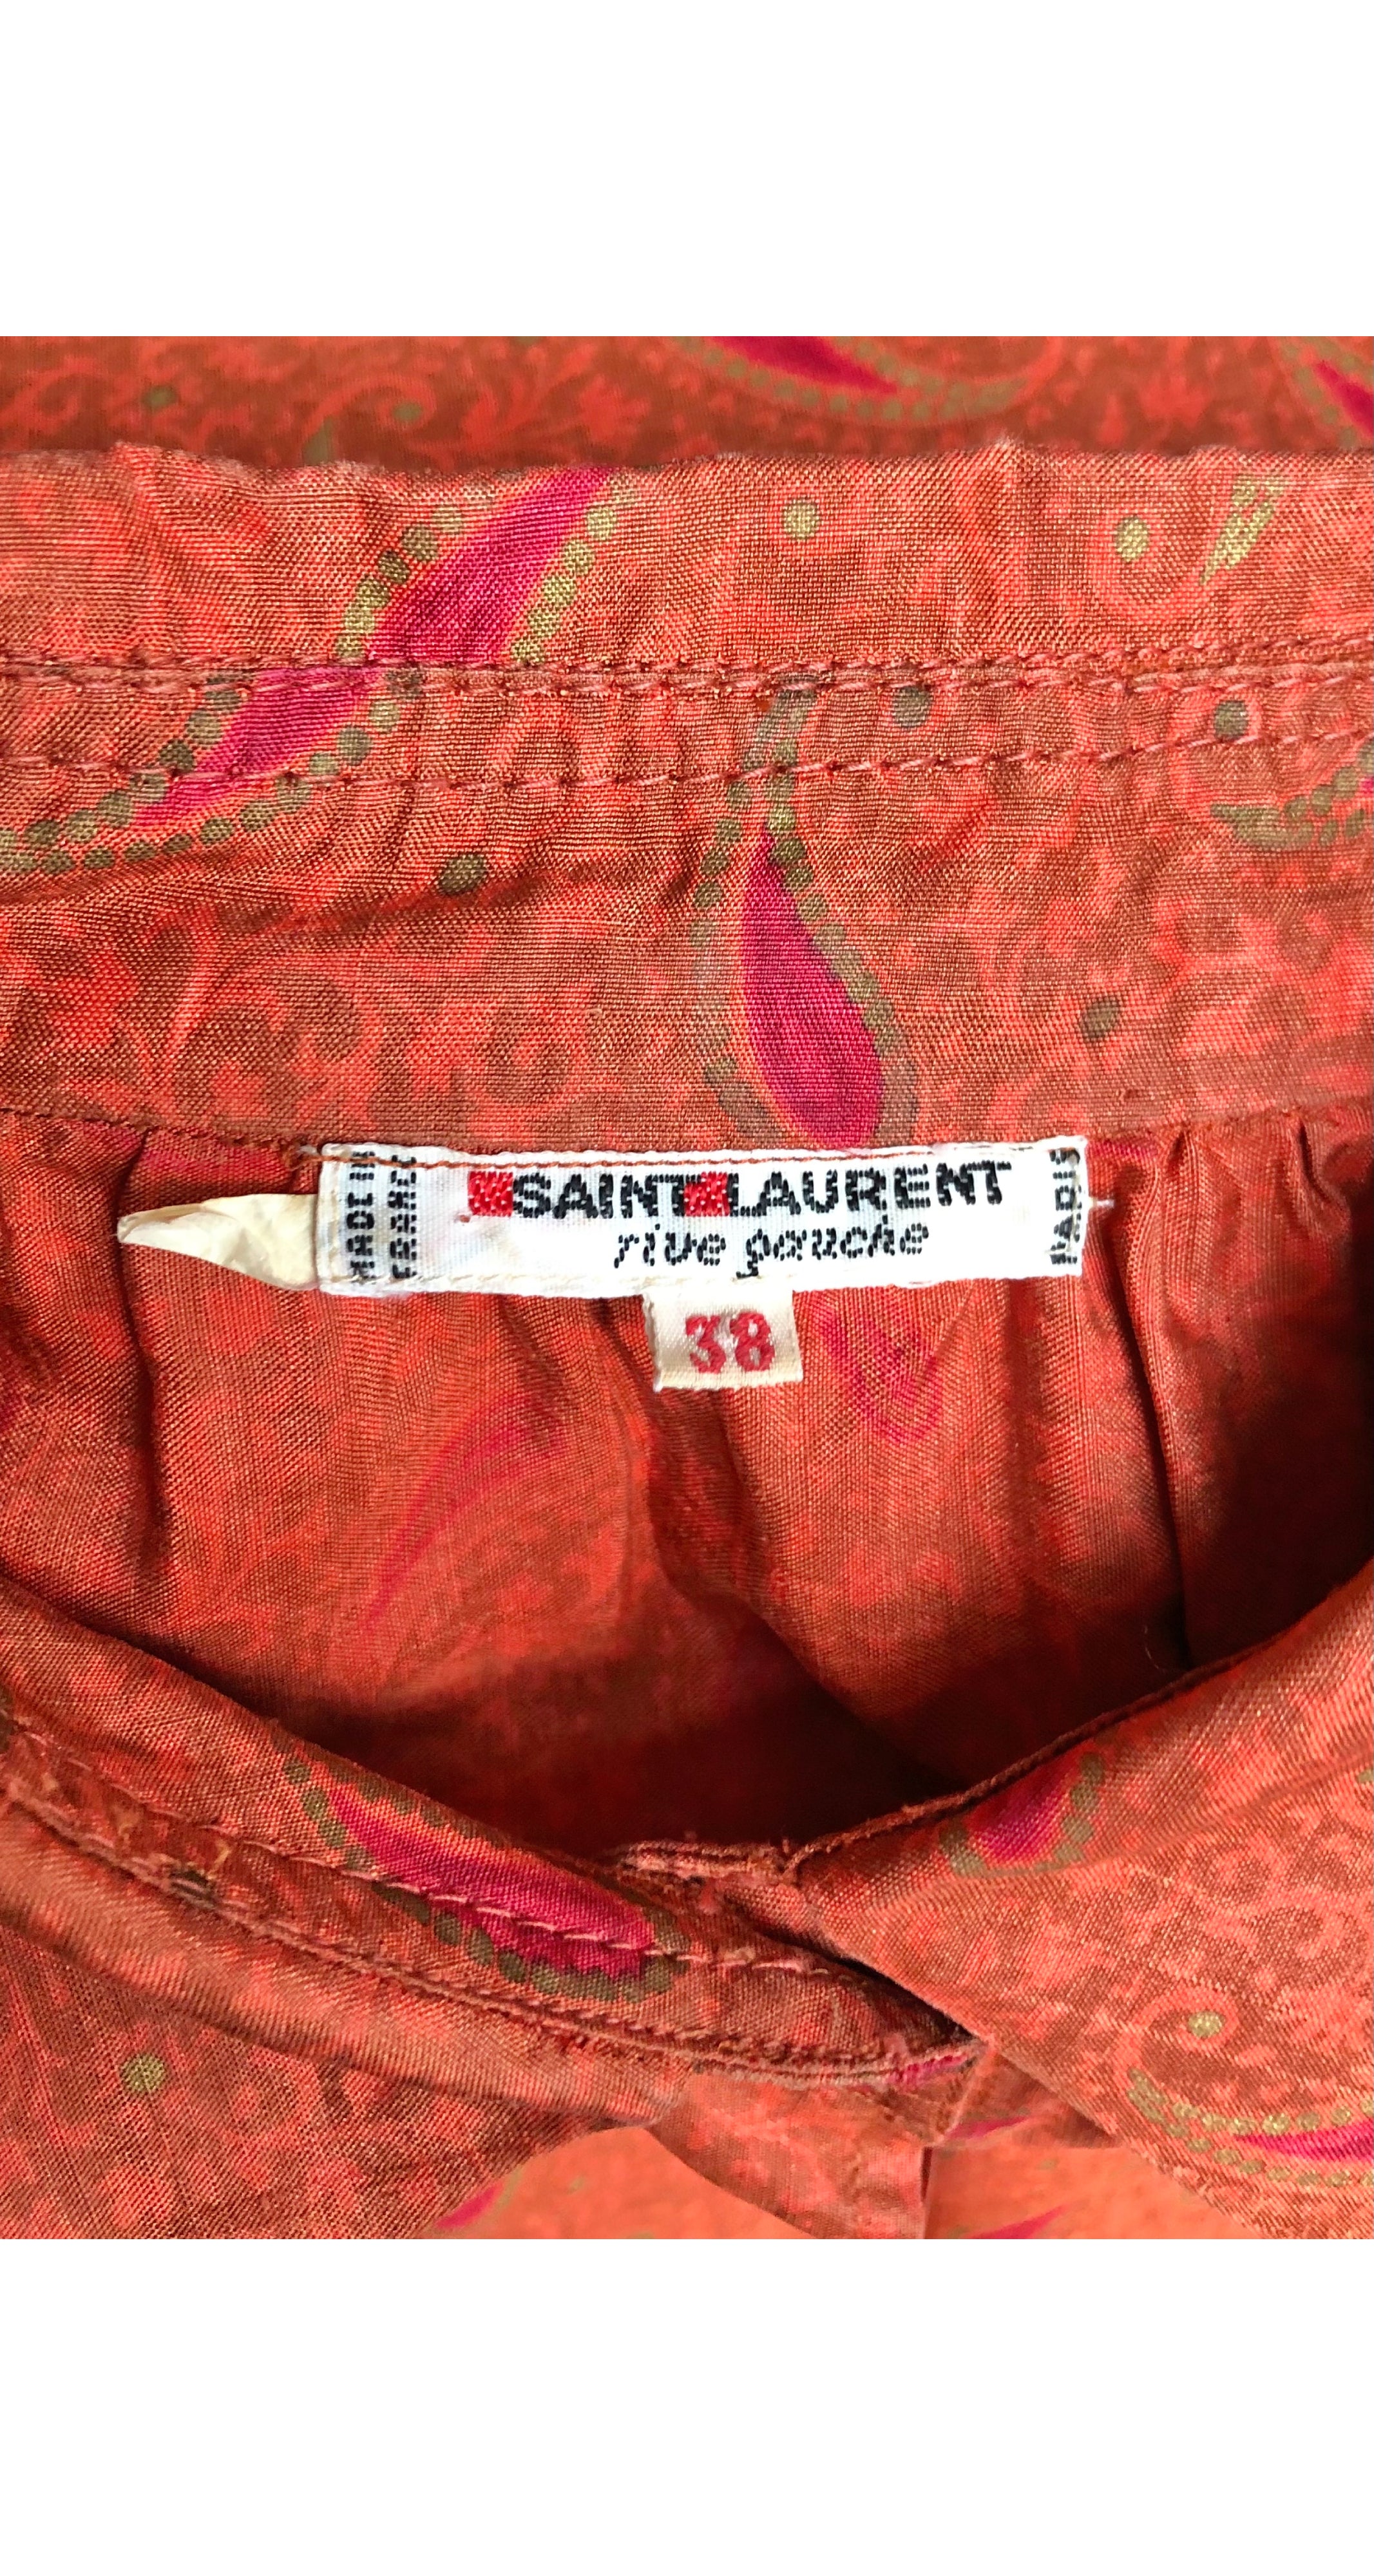 MADE IN
FRANCE
SAINT LAURENT
rive gauche
PARIS
38